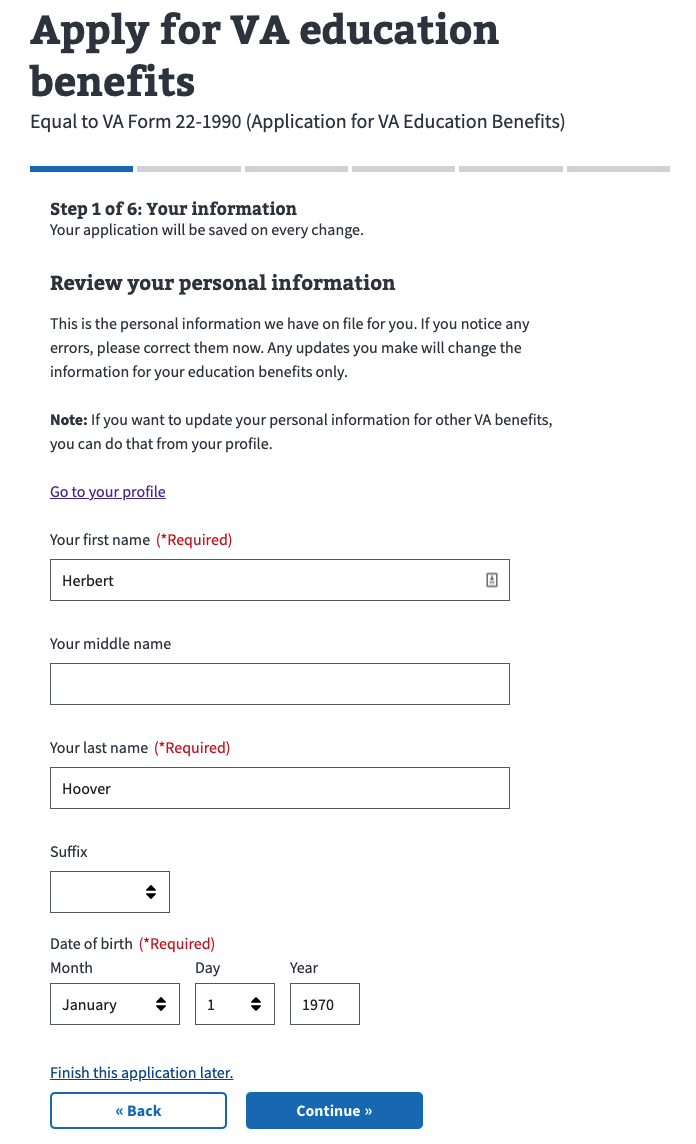 Apply for VA education
benefits
Equal to VA Form 22-1990 (Application for VA Education Benefits)
Step 1 of 6: Your information
Your application will be saved on every change.
Review your personal information
This is the personal information we have on file for you. If you notice any
errors, please correct them now. Any updates you make will change the
information for your education benefits only.
Note: If you want to update your personal information for other VA benefits,
you can do that from your profile.
Go to your profile
Your first name (*Required)
Herbert
Your middle name
Your last name (*Required)
Hoover
Suffix
Date of birth (*Required)
Month Day Year
January 1 1970
Finish this application later.
« Back Continue »